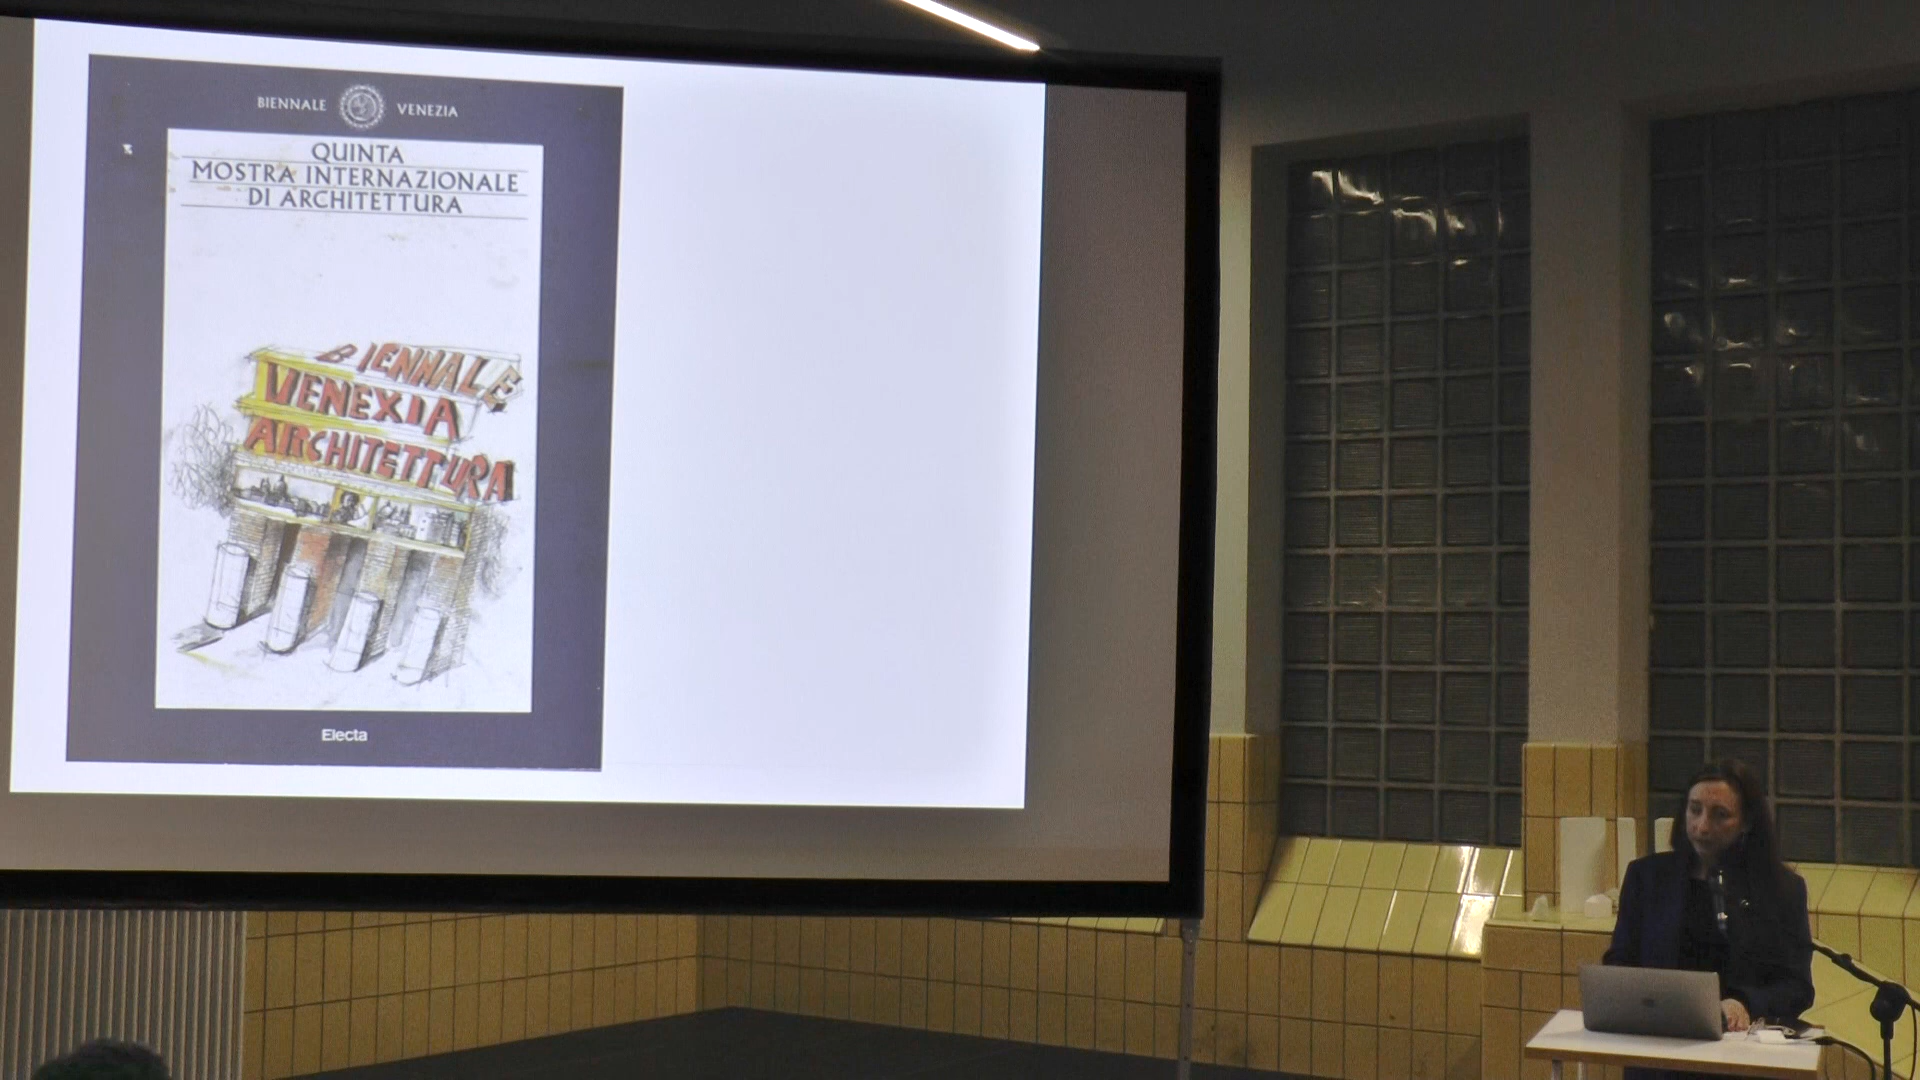 BIENNALE VENEZIA
QUINTA
MOSTRA INTERNAZIONALE
DI ARCHITETTURA
BIENNALE
VENEXIA
ARCHITETTURA
Electa